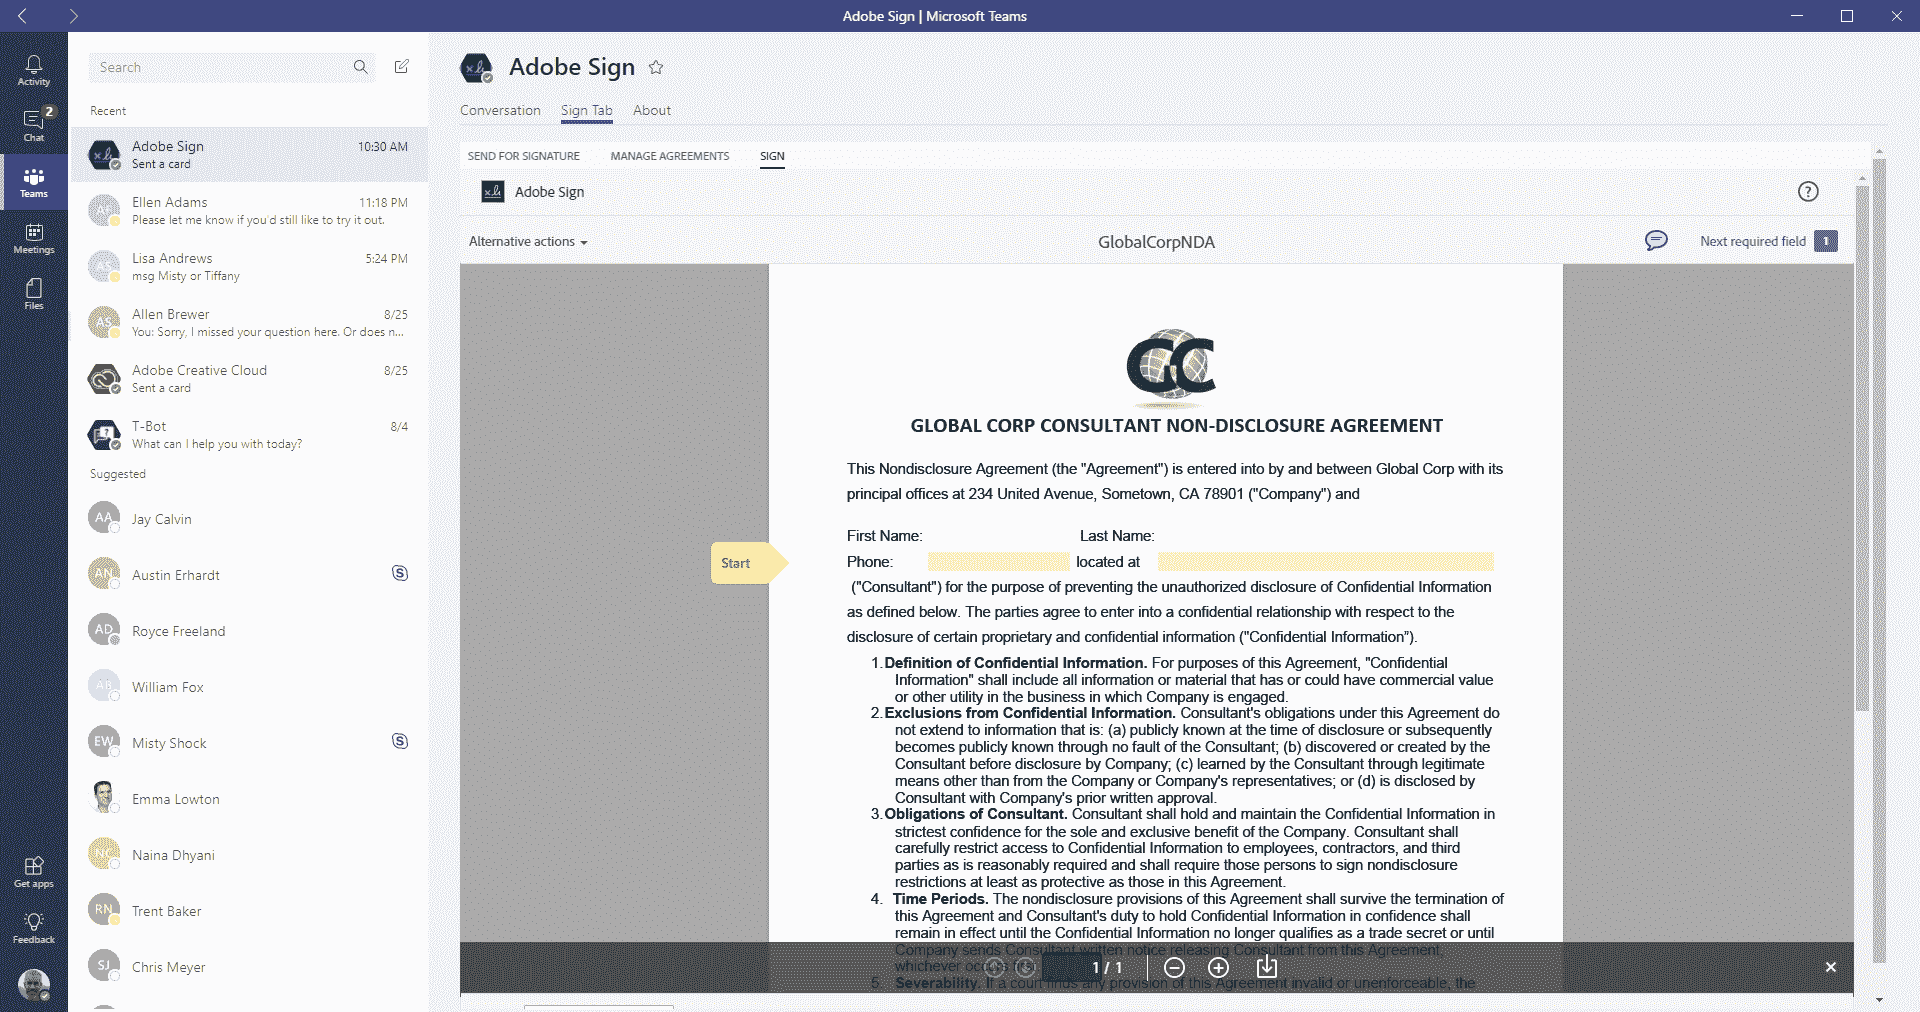 Adobe Sign | Microsoft Teams
Activity
Chat
2
Teams
Meetings
Files
Get apps
Feedback
Search
Recent
Adobe Sign 10:30 AM
Sent a card
Ellen Adams 11:18 PM
Please let me know if you'd still like to try it out.
Lisa Andrews 5:24 PM
msg Misty or Tiffany
AS
Allen Brewer 8/25
You: Sorry, I missed your question here. Or does n...
Adobe Creative Cloud 8/25
Sent a card
T-Bot 8/4
What can I help you with today?
Suggested
AA Jay Calvin
AN Austin Erhardt
AD Royce Freeland
AB William Fox
EW Misty Shock
Emma Lowton
Naina Dhyani
RN Trent Baker
SJ Chris Meyer
Adobe Sign
Conversation Sign Tab About
SEND FOR SIGNATURE MANAGE AGREEMENTS SIGN
Adobe Sign
?
Alternative actions GlobalCorpNDA Next required field 1
GC
GLOBAL CORP CONSULTANT NON-DISCLOSURE AGREEMENT
This Nondisclosure Agreement (the "Agreement") is entered into by and between Global Corp with its
principal offices at 234 United Avenue, Sometown, CA 78901 ("Company") and
First Name: Last Name:
Start
Phone: located at
("Consultant") for the purpose of preventing the unauthorized disclosure of Confidential Information
as defined below. The parties agree to enter into a confidential relationship with respect to the
disclosure of certain proprietary and confidential information ("Confidential Information").
1. Definition of Confidential Information. For purposes of this Agreement, "Confidential
Information" shall include all information or material that has or could have commercial value
or other utility in the business in which Company is engaged.
2. Exclusions from Confidential Information. Consultant's obligations under this Agreement do
not extend to information that is: (a) publicly known at the time of disclosure or subsequently
becomes publicly known through no fault of the Consultant; (b) discovered or created by the
Consultant before disclosure by Company; (c) learned by the Consultant through legitimate
means other than from the Company or Company's representatives; or (d) is disclosed by
Consultant with Company's prior written approval.
3. Obligations of Consultant. Consultant shall hold and maintain the Confidential Information in
strictest confidence for the sole and exclusive benefit of the Company. Consultant shall
carefully restrict access to Confidential Information to employees, contractors, and third
parties as is reasonably required and shall require those persons to sign nondisclosure
restrictions at least as protective as those in this Agreement.
4. Time Periods. The nondisclosure provisions of this Agreement shall survive the termination of
this Agreement and Consultant's duty to hold Confidential Information in confidence shall
remain in effect until the Confidential Information no longer qualifies as a trade secret or until
Company sends Consultant written notice releasing Consultant from this Agreement,
whichever occurs first.
1 / 1
5. Severability. If a court finds any provision of this Agreement invalid or unenforceable, the